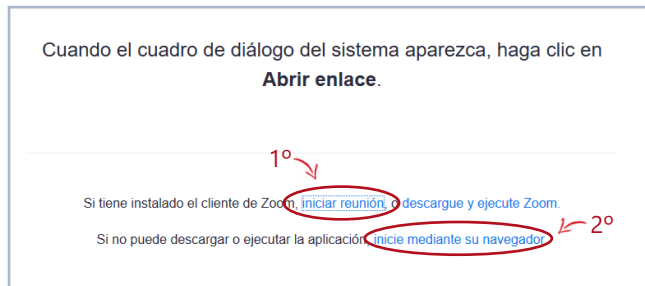 Cuando el cuadro de diálogo del sistema aparezca, haga clic en
Abrir enlace.
1º
Si tiene instalado el cliente de Zoom, iniciar reunión, o descargue y ejecute Zoom.
Si no puede descargar o ejecutar la aplicación, inicie mediante su navegador.
2º